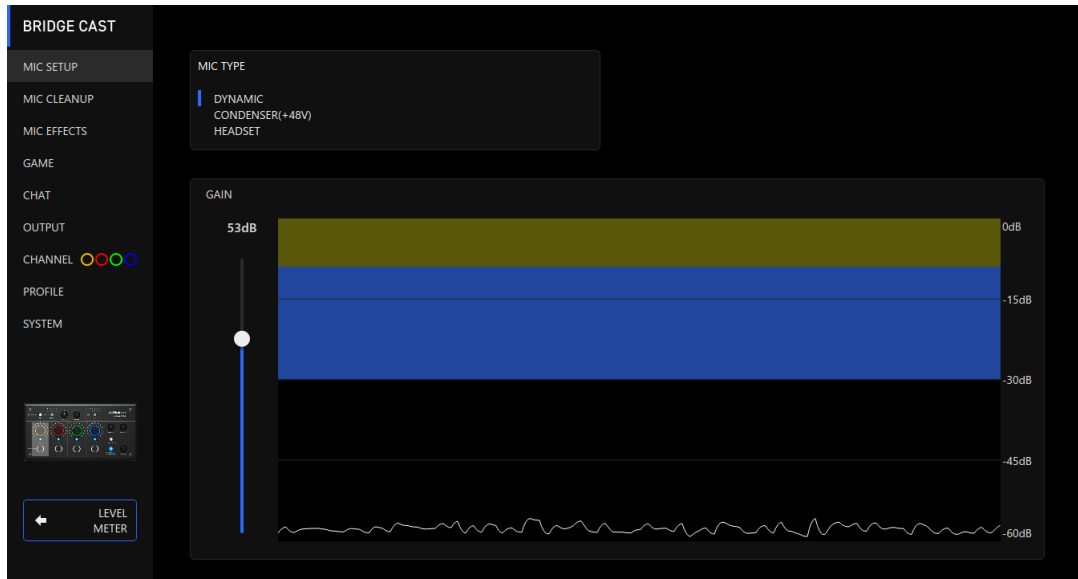 BRIDGE CAST
MIC SETUP
MIC CLEANUP
MIC EFFECTS
GAME
CHAT
OUTPUT
CHANNEL
PROFILE
SYSTEM
LEVEL
METER
MIC TYPE
DYNAMIC
CONDENSER(+48V)
HEADSET
GAIN
53dB
0dB
-15dB
-30dB
-45dB
-60dB